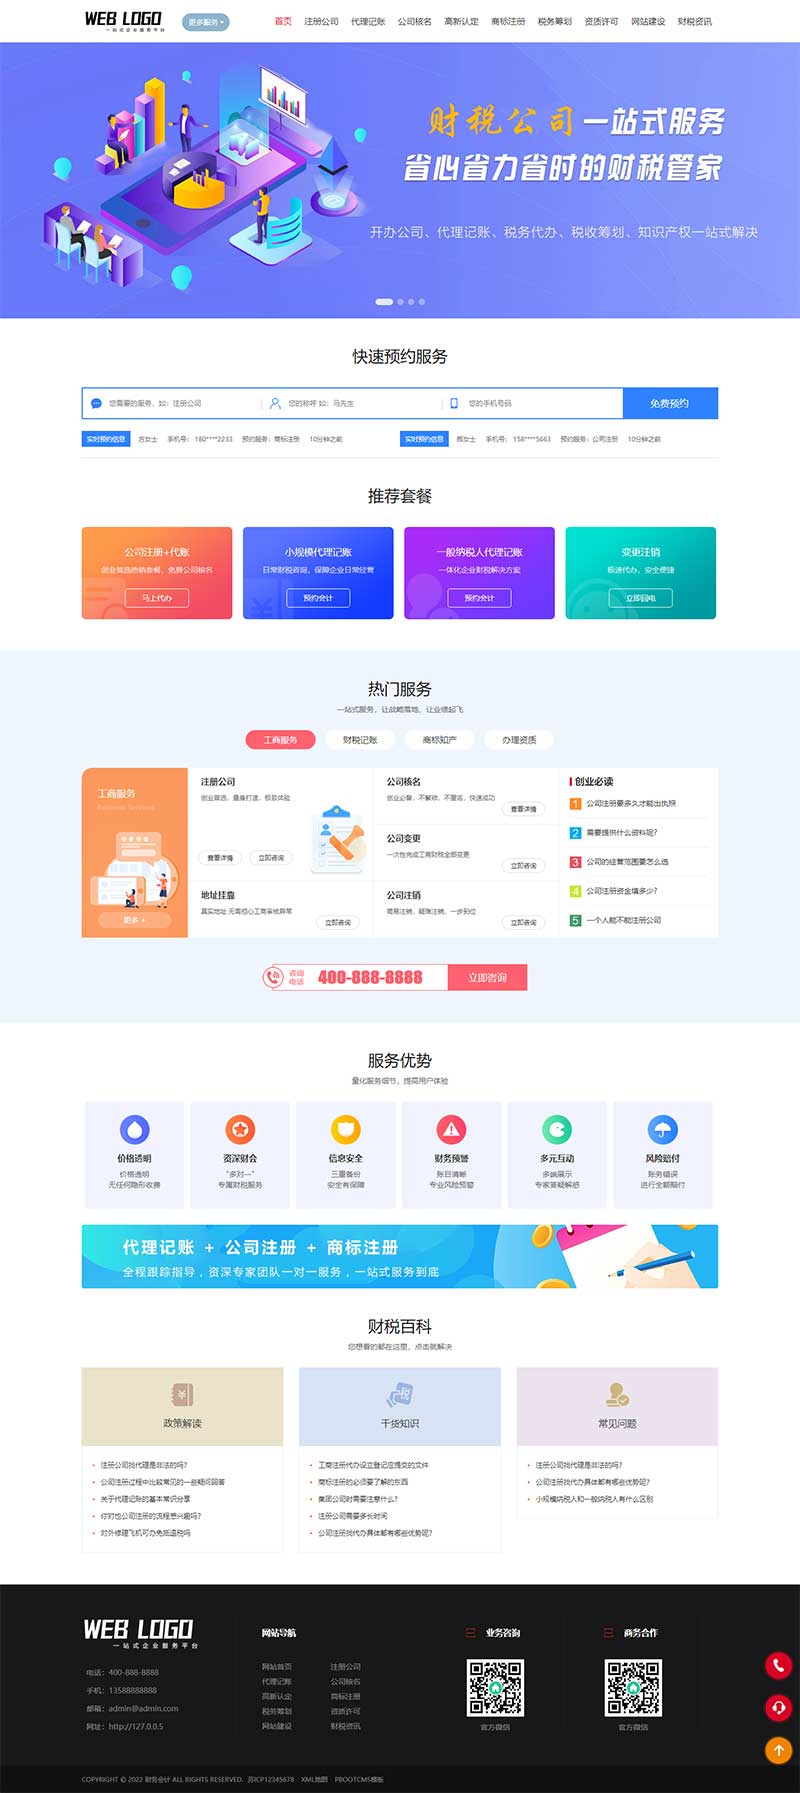 WEB LOGO
一站式企业服务平台
更多服务
首页 注册公司 代理记账 公司核名 高新认定 商标注册 税务筹划 资质许可 网站建设 财税资讯
财税公司一站式服务
省心省力省时的财税管家
开办公司、代理记账、税务代办、税收筹划、知识产权一站式解决
快速预约服务
您需要的服务，如：注册公司 您的称呼 如：马先生 您的手机号码 免费预约
实时预约信息 方女士 手机号：180****2233 预约服务：商标注册 10分钟之前 实时预约信息 手机号：158****5663 预约服务：公司注册 10分钟之前
推荐套餐
公司注册+代账 小规模代理记账 一般纳税人代理记账 变更注销
创业首选热销套餐，免费公司核名 日常财税咨询，保障企业日常经营 一体化企业财税解决方案 极速代办，安全便捷
马上代办 预约会计 预约会计 立即回电
热门服务
一站式服务，让战略落地，让业绩起飞
工商服务 财税记账 商标知产 办理资质
工商服务
Business Services
更多 +
注册公司
创业首选，量身打造，极致体验
查看详情 立即咨询
地址挂靠
真实地址 无需担心工商审核异常
立即咨询
公司核名
创业必备，不繁琐，不重名，快速成功
查看详情
公司变更
一次性完成工商财税全部变更
立即咨询
公司注销
简易注销，疑难注销，一步到位
立即咨询
创业必读
1 公司注册要多久才能出执照
2 需要提供什么资料呢?
3 公司的经营范围要怎么选
4 公司注册资金填多少?
5 一个人能不能注册公司
咨询电话 400-888-8888 立即咨询
服务优势
量化服务细节，提高用户体验
价格透明 资深财会 信息安全 财务预警 多元互动 风险赔付
价格透明 "多对一" 三重备份 账目清晰 多端展示 账务错误
无任何隐形收费 专属财税服务 安全有保障 专业风险预警 专家答疑解惑 进行全额赔付
代理记账 + 公司注册 + 商标注册
全程跟踪指导，资深专家团队一对一服务，一站式服务到底
财税百科
您想看的都在这里，点击就解决
政策解读
注册公司找代理是非法的吗?
公司注册过程中比较常见的一些疑问回答
关于代理记账的基本常识分享
你对也公司注册的流程感兴趣吗?
对外修理飞机可办免抵退税吗
税
干货知识
工商注册代办设立登记应提交的文件
商标注册的必须要了解的东西
集团公司时需要注意什么?
注册公司需要多长时间
公司注册找代办具体都有哪些优势呢?
常见问题
注册公司找代理是非法的吗?
公司注册找代办具体都有哪些优势呢?
小规模纳税人和一般纳税人有什么区别
WEB LOGO
一站式企业服务平台
电话：400-888-8888
手机：13588888888
邮箱：admin@admin.com
网址：http://127.0.0.5
网站导航
网站首页 注册公司
代理记账 公司核名
高新认定 商标注册
税务筹划 资质许可
网站建设 财税资讯
业务咨询
官方微信
商务合作
官方微信
COPYRIGHT © 2022 财务会计 ALL RIGHTS RESERVED. 苏ICP12345678 XML地图 PBOOTCMS模板